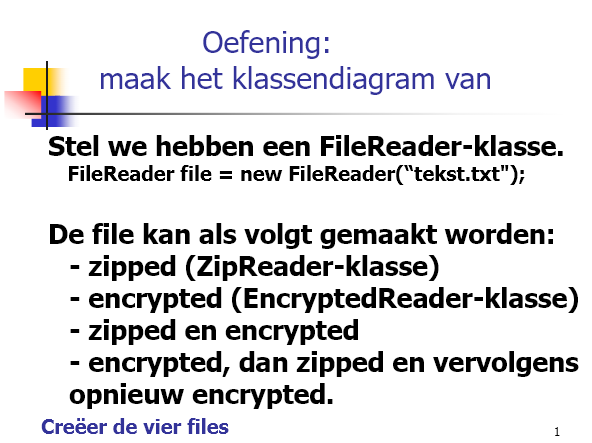 Oefening:
maak het klassendiagram van
Stel we hebben een FileReader-klasse.
FileReader file = new FileReader(“tekst.txt");
De file kan als volgt gemaakt worden:
- zipped (ZipReader-klasse)
- encrypted (EncryptedReader-klasse)
- zipped en encrypted
- encrypted, dan zipped en vervolgens
opnieuw encrypted.
Creëer de vier files
1